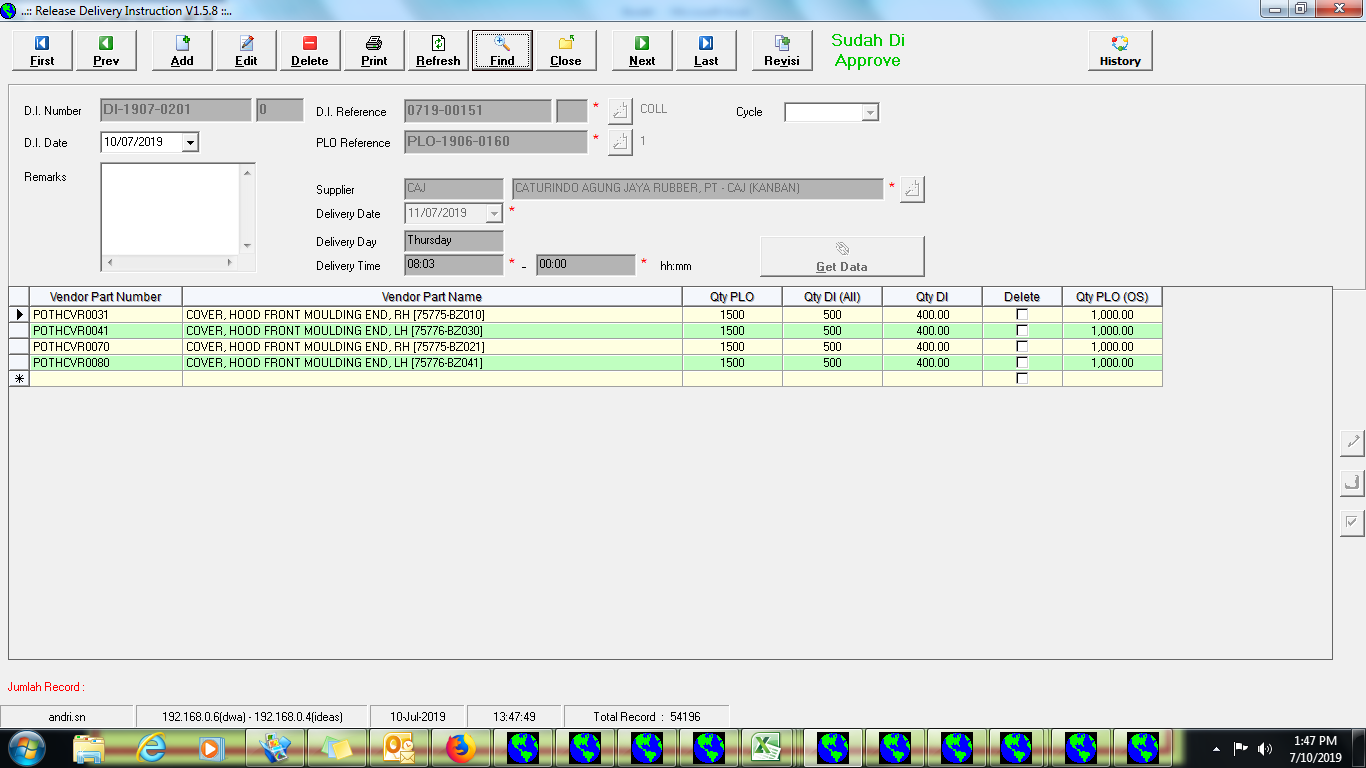 ..:: Release Delivery Instruction V1.5.8 ::..
First Prev Add Edit Delete Print Refresh Find Close Next Last Revisi Sudah Di Approve History
D.I. Number DI-1907-0201 0 D.I. Reference 0719-00151 * COLL Cycle
D.I. Date 10/07/2019 PLO Reference PLO-1906-0160 * 1
Remarks
Supplier CAJ CATURINDO AGUNG JAYA RUBBER, PT - CAJ (KANBAN) *
Delivery Date 11/07/2019 *
Delivery Day Thursday
Delivery Time 08:03 * - 00:00 * hh:mm Get Data
Vendor Part Number Vendor Part Name Qty PLO Qty DI (All) Qty DI Delete Qty PLO (OS)
POTHCVR0031 COVER, HOOD FRONT MOULDING END, RH [75775-BZ010] 1500 500 400.00 1,000.00
POTHCVR0041 COVER, HOOD FRONT MOULDING END, LH [75776-BZ030] 1500 500 400.00 1,000.00
POTHCVR0070 COVER, HOOD FRONT MOULDING END, RH [75775-BZ021] 1500 500 400.00 1,000.00
POTHCVR0080 COVER, HOOD FRONT MOULDING END, LH [75776-BZ041] 1500 500 400.00 1,000.00
Jumlah Record :
andri.sn 192.168.0.6(dwa) - 192.168.0.4(ideas) 10-Jul-2019 13:47:49 Total Record : 54196
1:47 PM
7/10/2019